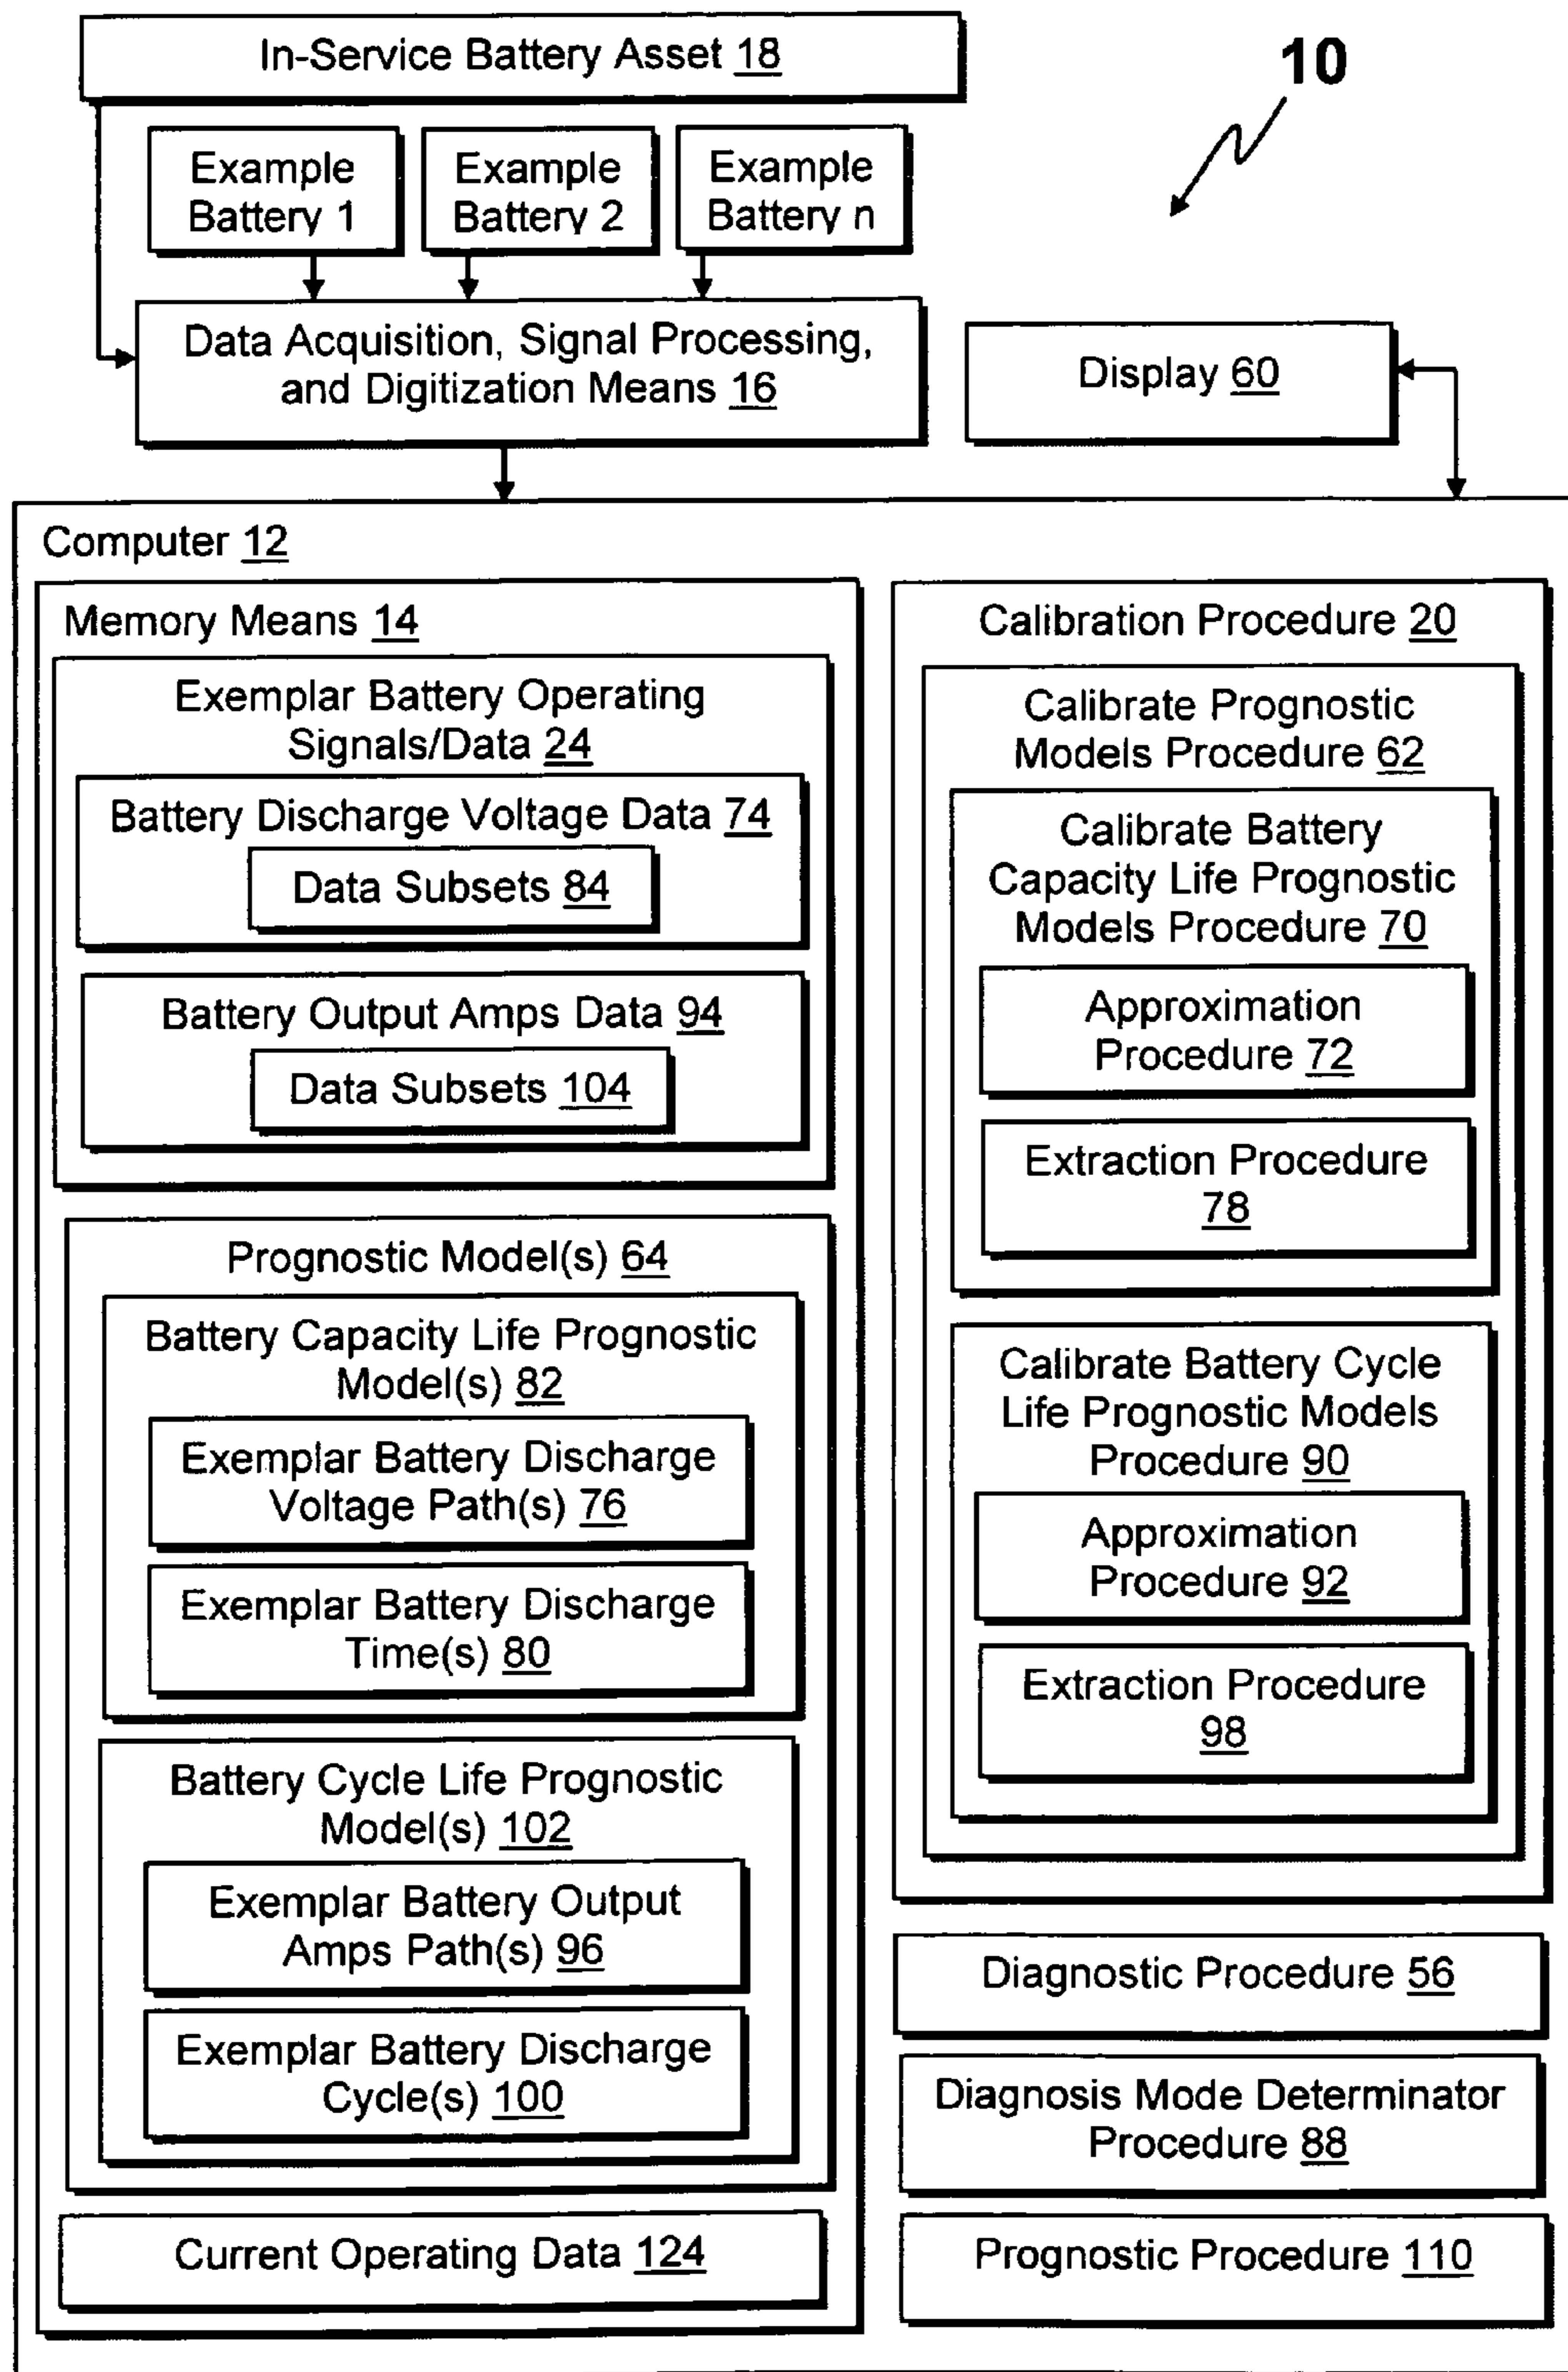 In-Service Battery Asset 18
10
Example
Battery 1
Example
Battery 2
Example
Battery n
Data Acquisition, Signal Processing,
and Digitization Means 16
Display 60
Computer 12
Memory Means 14
Exemplar Battery Operating
Signals/Data 24
Battery Discharge Voltage Data 74
Data Subsets 84
Battery Output Amps Data 94
Data Subsets 104
Prognostic Model(s) 64
Battery Capacity Life Prognostic
Model(s) 82
Exemplar Battery Discharge
Voltage Path(s) 76
Exemplar Battery Discharge
Time(s) 80
Battery Cycle Life Prognostic
Model(s) 102
Exemplar Battery Output
Amps Path(s) 96
Exemplar Battery Discharge
Cycle(s) 100
Current Operating Data 124
Calibration Procedure 20
Calibrate Prognostic
Models Procedure 62
Calibrate Battery
Capacity Life Prognostic
Models Procedure 70
Approximation
Procedure 72
Extraction Procedure
78
Calibrate Battery Cycle
Life Prognostic Models
Procedure 90
Approximation
Procedure 92
Extraction Procedure
98
Diagnostic Procedure 56
Diagnosis Mode Determinator
Procedure 88
Prognostic Procedure 110